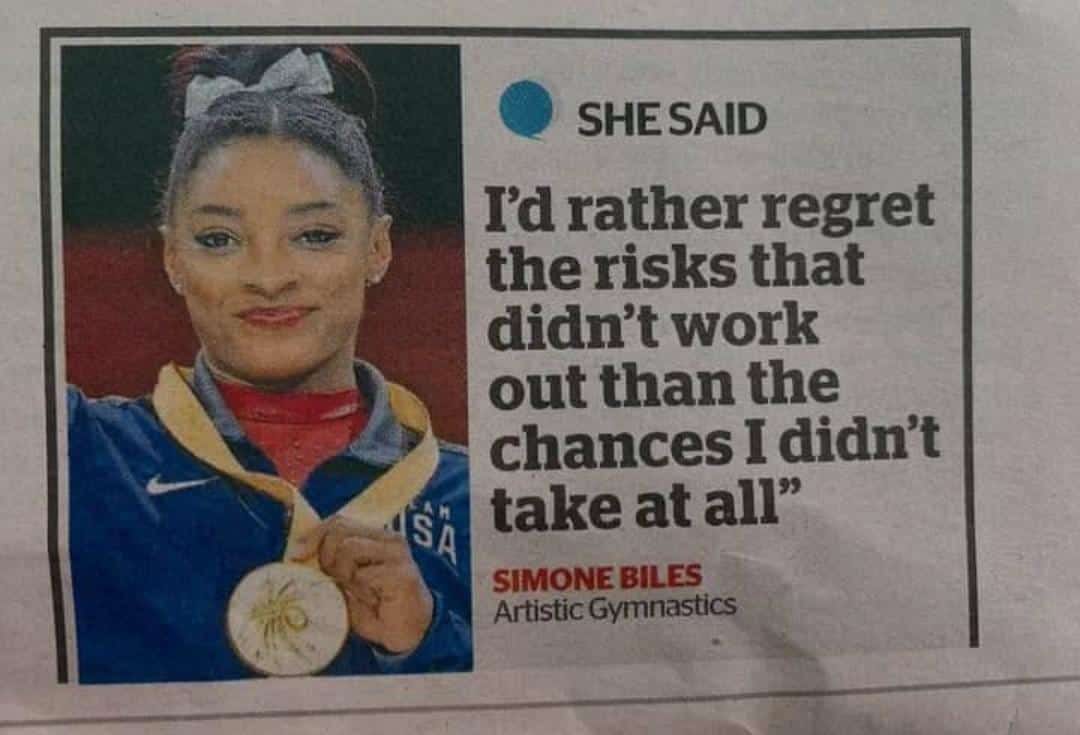 SHE SAID
I'd rather regret
the risks that
didn't work
out than the
chances I didn't
take at all”
SIMONE BILES
Artistic Gymnastics
USA